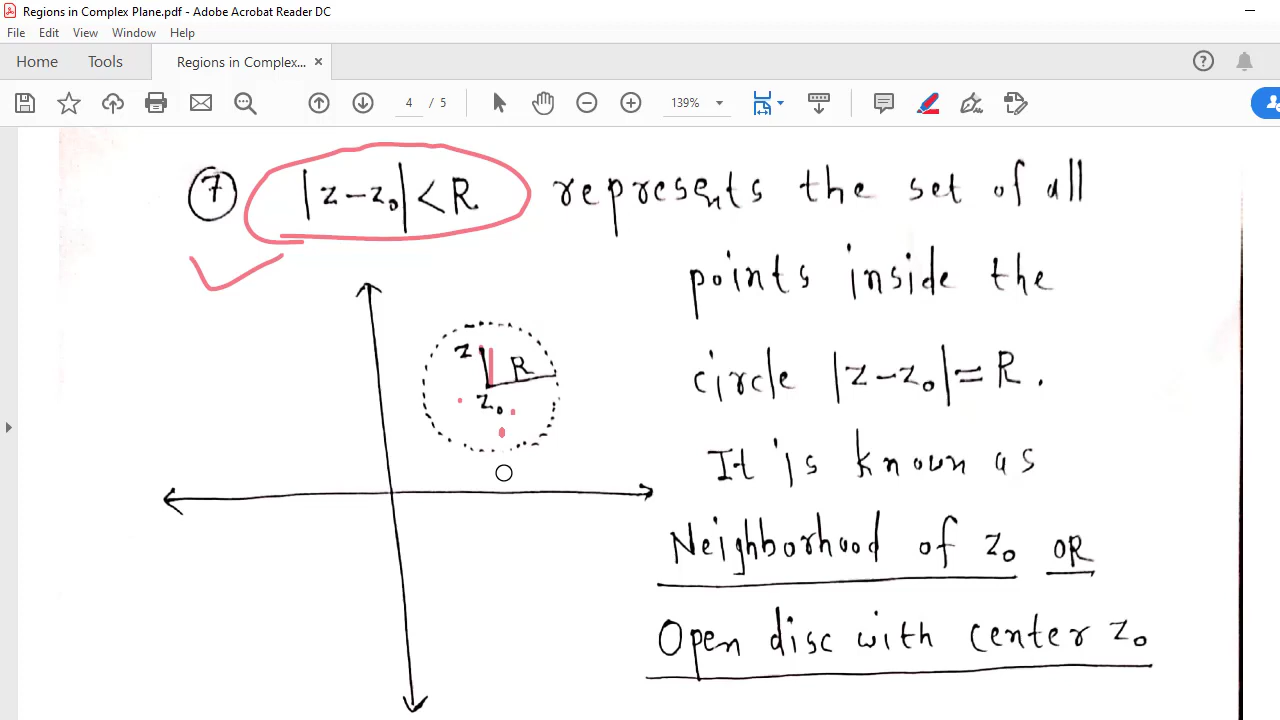 Regions in Complex Plane.pdf - Adobe Acrobat Reader DC
File Edit View Window Help
Home Tools Regions in Complex... ×
4 / 5 139%
7 |z-z₀| < R represents the set of all
points inside the
circle |z-z₀| = R.
z R
z₀
It is known as
Neighborhood of z₀ OR
Open disc with center z₀